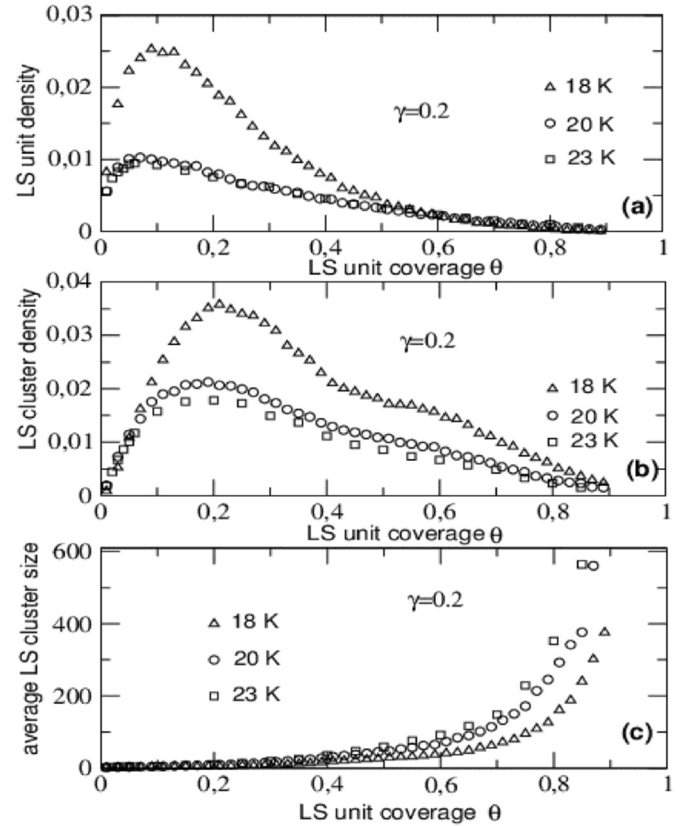 0,03
0,02
0,01
0
LS unit density
γ=0.2
18 K
20 K
23 K
(a)
0 0,2 0,4 0,6 0,8 1
LS unit coverage θ
0,04
0,03
0,02
0,01
0
LS cluster density
γ=0.2
18 K
20 K
23 K
(b)
0 0,2 0,4 0,6 0,8 1
LS unit coverage θ
600
400
200
0
average LS cluster size
γ=0.2
18 K
20 K
23 K
(c)
0 0,2 0,4 0,6 0,8 1
LS unit coverage θ